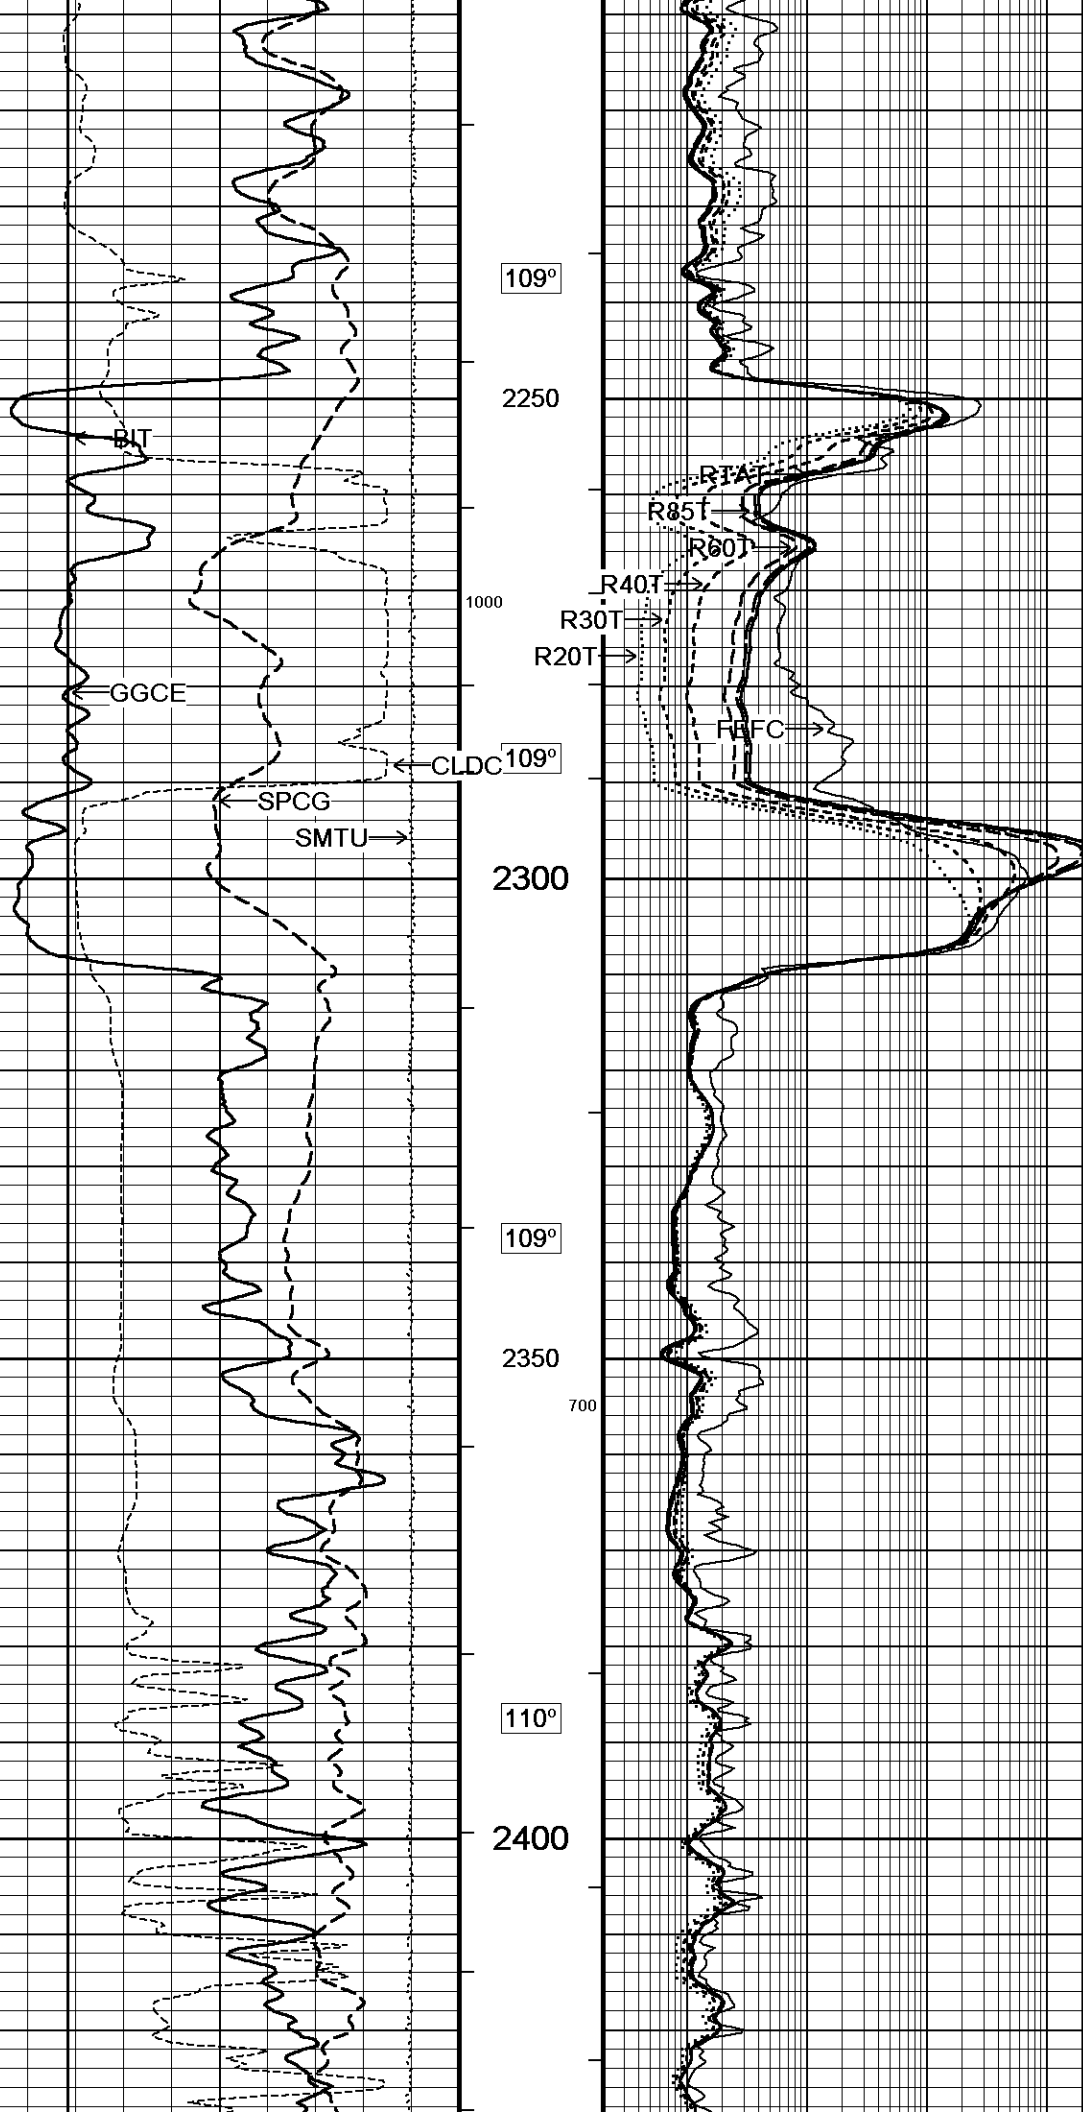 109º
2250
BIT
RTAT
R85T
R60T
R40T
1000
R30T
R20T
GGCE
FEFC
109º
CLDC
SPCG
SMTU
2300
109º
2350
700
110º
2400